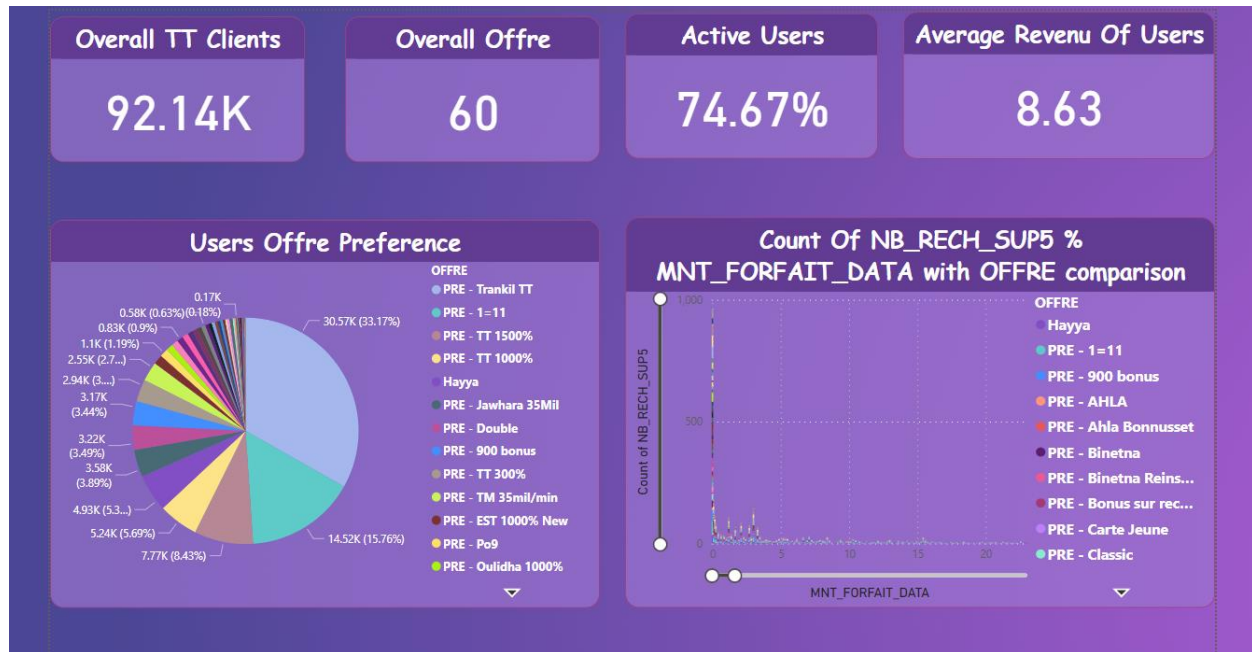 Overall TT Clients
92.14K
Overall Offre
60
Active Users
74.67%
Average Revenu Of Users
8.63
Users Offre Preference
0.17K
(0.18%)
0.58K (0.63%)
0.83K (0.9%)
1.1K (1.19%)
2.55K (2.7...)
2.94K (3....)
3.17K
(3.44%)
3.22K
(3.49%)
3.58K
(3.89%)
4.93K (5.3...)
5.24K (5.69%)
7.77K (8.43%)
14.52K (15.76%)
30.57K (33.17%)
OFFRE
PRE - Trankil TT
PRE - 1=11
PRE - TT 1500%
PRE - TT 1000%
Hayya
PRE - Jawhara 35Mil
PRE - Double
PRE - 900 bonus
PRE - TT 300%
PRE - TM 35mil/min
PRE - EST 1000% New
PRE - Po9
PRE - Oulidha 1000%
Count Of NB_RECH_SUP5 %
MNT_FORFAIT_DATA with OFFRE comparison
Count of NB_RECH_SUP5
1,000
500
0
0 5 10 15 20
MNT_FORFAIT_DATA
OFFRE
Hayya
PRE - 1=11
PRE - 900 bonus
PRE - AHLA
PRE - Ahla Bonnusset
PRE - Binetna
PRE - Binetna Reins...
PRE - Bonus sur rec...
PRE - Carte Jeune
PRE - Classic